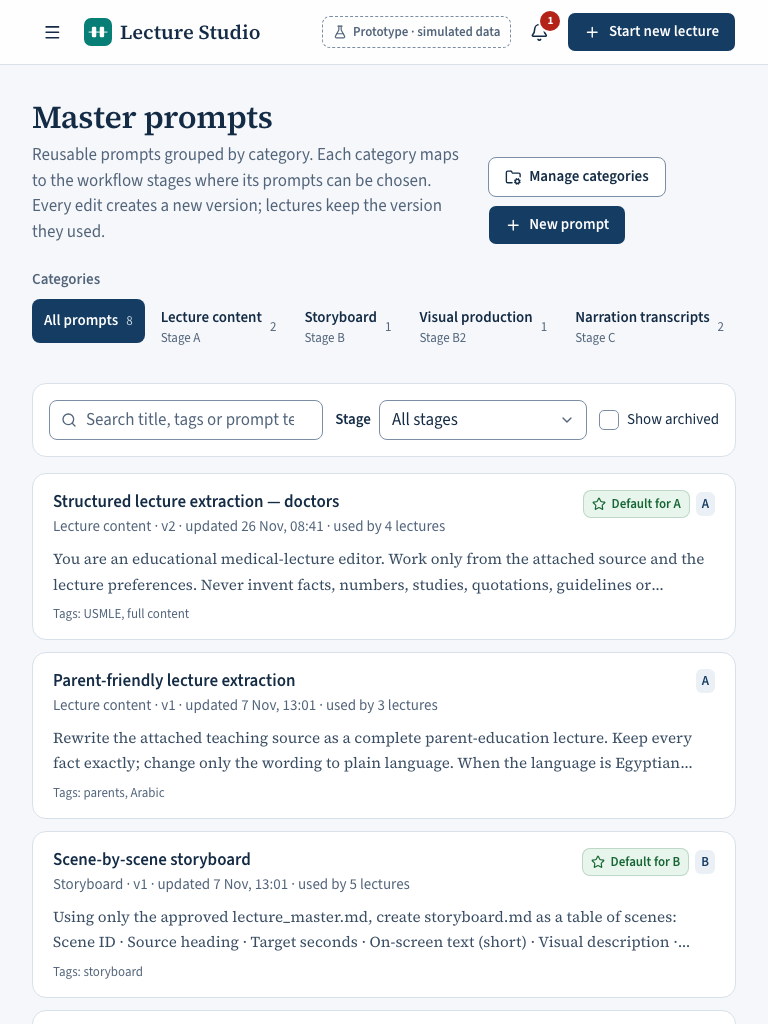 Lecture Studio
Prototype · simulated data
1
Start new lecture
Master prompts
Reusable prompts grouped by category. Each category maps
to the workflow stages where its prompts can be chosen.
Every edit creates a new version; lectures keep the version
they used.
Manage categories
New prompt
Categories
All prompts 8
Lecture content 2
Stage A
Storyboard 1
Stage B
Visual production 1
Stage B2
Narration transcripts 2
Stage C
Search title, tags or prompt te
Stage
All stages
Show archived
Structured lecture extraction — doctors
Default for A
A
Lecture content · v2 · updated 26 Nov, 08:41 · used by 4 lectures
You are an educational medical-lecture editor. Work only from the attached source and the
lecture preferences. Never invent facts, numbers, studies, quotations, guidelines or…
Tags: USMLE, full content
Parent-friendly lecture extraction
A
Lecture content · v1 · updated 7 Nov, 13:01 · used by 3 lectures
Rewrite the attached teaching source as a complete parent-education lecture. Keep every
fact exactly; change only the wording to plain language. When the language is Egyptian…
Tags: parents, Arabic
Scene-by-scene storyboard
Default for B
B
Storyboard · v1 · updated 7 Nov, 13:01 · used by 5 lectures
Using only the approved lecture_master.md, create storyboard.md as a table of scenes:
Scene ID · Source heading · Target seconds · On-screen text (short) · Visual description ·…
Tags: storyboard